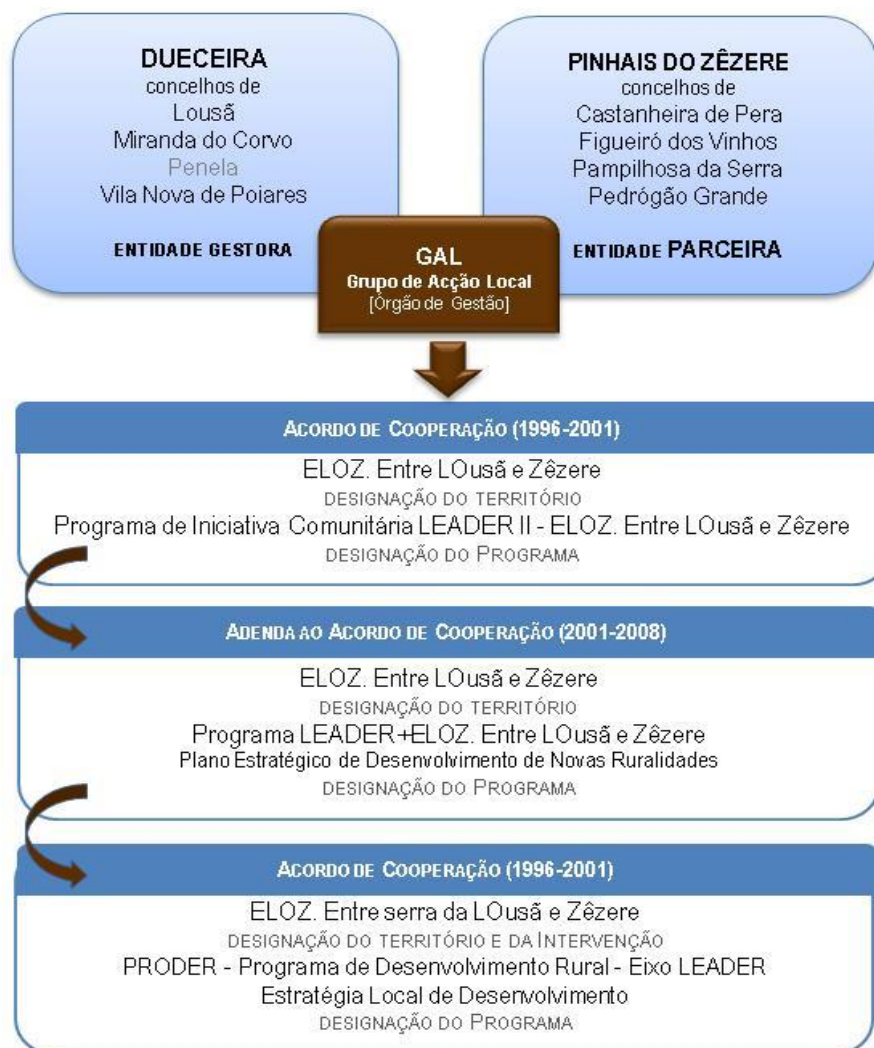 DUECEIRA
concelhos de
Lousã
Miranda do Corvo
Penela
Vila Nova de Poiares
ENTIDADE GESTORA
PINHAIS DO ZÊZERE
concelhos de
Castanheira de Pera
Figueiró dos Vinhos
Pampilhosa da Serra
Pedrógão Grande
ENTIDADE PARCEIRA
GAL
Grupo de Acção Local
[Órgão de Gestão]
ACORDO DE COOPERAÇÃO (1996-2001)
ELOZ. Entre LOusã e Zêzere
DESIGNAÇÃO DO TERRITÓRIO
Programa de Iniciativa Comunitária LEADER II - ELOZ. Entre LOusã e Zêzere
DESIGNAÇÃO DO PROGRAMA
ADENDA AO ACORDO DE COOPERAÇÃO (2001-2008)
ELOZ. Entre LOusã e Zêzere
DESIGNAÇÃO DO TERRITÓRIO
Programa LEADER+ELOZ. Entre LOusã e Zêzere
Plano Estratégico de Desenvolvimento de Novas Ruralidades
DESIGNAÇÃO DO PROGRAMA
ACORDO DE COOPERAÇÃO (1996-2001)
ELOZ. Entre serra da LOusã e Zêzere
DESIGNAÇÃO DO TERRITÓRIO E DA INTERVENÇÃO
PRODER - Programa de Desenvolvimento Rural - Eixo LEADER
Estratégia Local de Desenvolvimento
DESIGNAÇÃO DO PROGRAMA